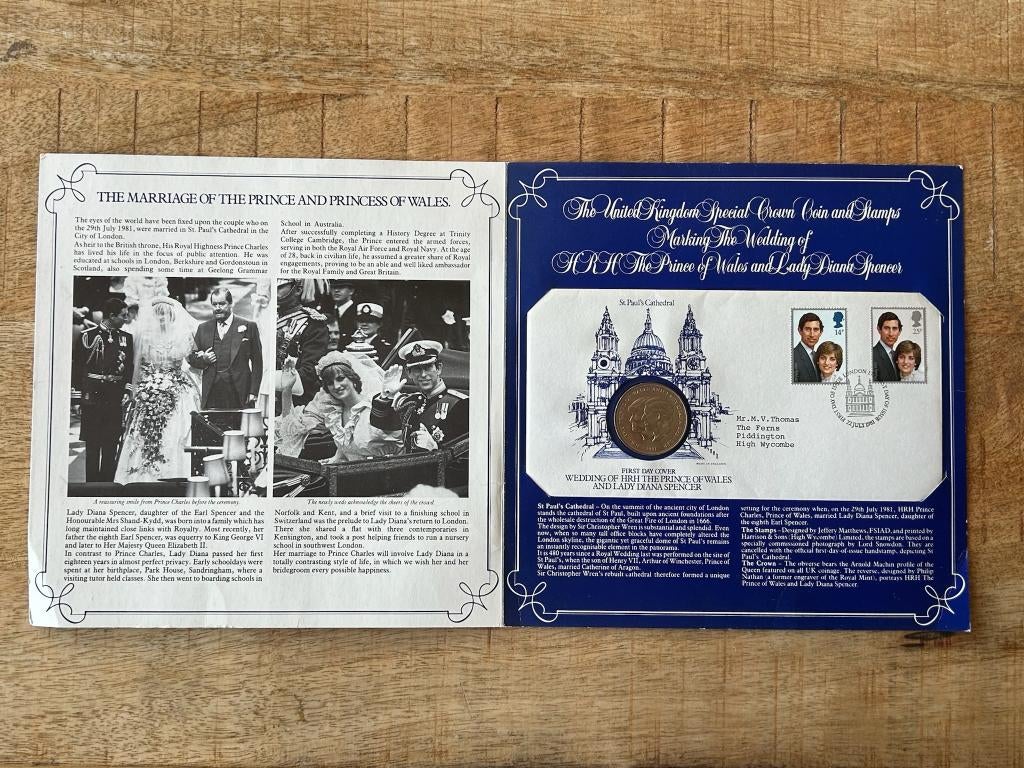 THE MARRIAGE OF THE PRINCE AND PRINCESS OF WALES.
The eyes of the world have been fixed upon the couple who on
the 29th July 1981, were married in St. Paul's Cathedral in the
City of London.
As heir to the British throne, His Royal Highness Prince Charles
has lived his life in the focus of public attention. He was
educated at schools in London, Berkshire and Gordonstoun in
Scotland, also spending some time at Geelong Grammar
School in Australia.
After successfully completing a History Degree at Trinity
College Cambridge, the Prince entered the armed forces,
serving in both the Royal Air Force and Royal Navy. At the age
of 28, back in civilian life, he assumed a greater share of Royal
engagements, proving to be an able and well liked ambassador
for the Royal Family and Great Britain.
A reassuring smile from Prince Charles before the ceremony.
The newly weds acknowledge the cheers of the crowd
Lady Diana Spencer, daughter of the Earl Spencer and the
Honourable Mrs Shand-Kydd, was born into a family which has
long maintained close links with Royalty. Most recently, her
father the eighth Earl Spencer, was equerry to King George VI
and later to Her Majesty Queen Elizabeth II.
In contrast to Prince Charles, Lady Diana passed her first
eighteen years in almost perfect privacy. Early schooldays were
spent at her birthplace, Park House, Sandringham, where a
visiting tutor held classes. She then went to boarding schools in
Norfolk and Kent, and a brief visit to a finishing school in
Switzerland was the prelude to Lady Diana's return to London.
There she shared a flat with three contemporaries in
Kensington, and took a post helping friends to run a nursery
school in southwest London.
Her marriage to Prince Charles will involve Lady Diana in a
totally contrasting style of life, in which we wish her and her
bridegroom every possible happiness.
The United Kingdom Special Crown Coin and Stamps
Marking The Wedding of
HRH The Prince of Wales and Lady Diana Spencer
St Paul's Cathedral
14P
25P
1981
Mr.M.V.Thomas
The Ferns
Piddington
High Wycombe
MADE IN ENGLAND
FIRST DAY COVER
WEDDING OF HRH THE PRINCE OF WALES
AND LADY DIANA SPENCER
St Paul's Cathedral – On the summit of the ancient city of London
stands the cathedral of St Paul, built upon ancient foundations after
the wholesale destruction of the Great Fire of London in 1666.
The design by Sir Christopher Wren is substantial and splendid. Even
now, when so many tall office blocks have completely altered the
London skyline, the gigantic yet graceful dome of St Paul's remains
an instantly recognisable element in the panorama.
It is 480 years since a Royal Wedding last was performed on the site of
St Paul's, when the son of Henry VII, Arthur of Winchester, Prince of
Wales, married Catherine of Aragon.
Sir Christopher Wren's rebuilt cathedral therefore formed a unique
setting for the ceremony when, on the 29th July 1981, HRH Prince
Charles, Prince of Wales, married Lady Diana Spencer, daughter of
the eighth Earl Spencer.
The Stamps – Designed by Jeffery Matthews, FSIAD, and printed by
Harrison & Sons (High Wycombe) Limited, the stamps are based on a
specially commissioned photograph by Lord Snowdon. They are
cancelled with the official first-day-of-issue handstamp, depicting St
Paul's Cathedral.
The Crown – The obverse bears the Arnold Machin profile of the
Queen featured on all UK coinage. The reverse, designed by Philip
Nathan (a former engraver of the Royal Mint), portrays HRH The
Prince of Wales and Lady Diana Spencer.